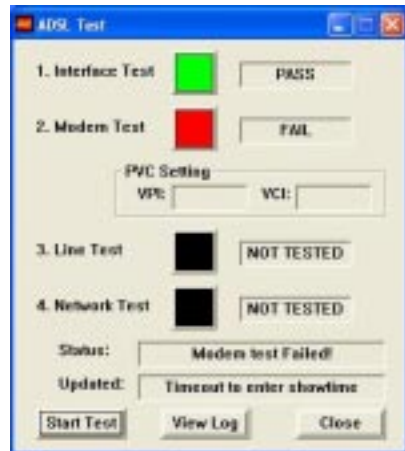 ADSL Test
1. Interface Test PASS
2. Modem Test FAIL
PVC Setting
VPI: VCI:
3. Line Test NOT TESTED
4. Network Test NOT TESTED
Status: Modem test Failed!
Updated: Timeout to enter showtime
Start Test View Log Close